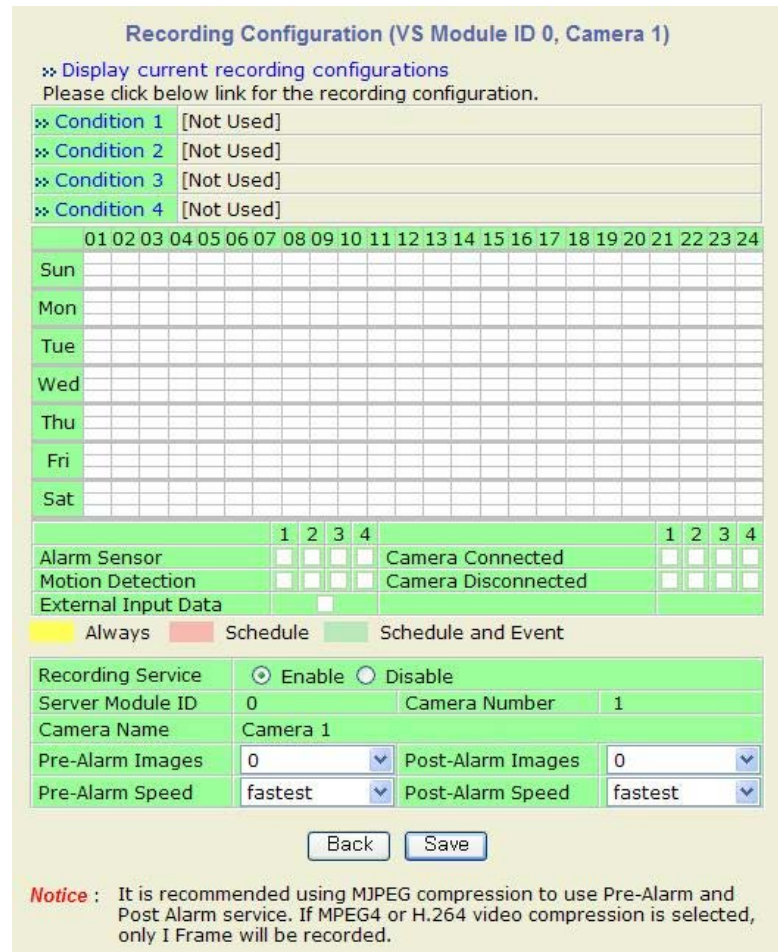 Recording Configuration (VS Module ID 0, Camera 1)
» Display current recording configurations
Please click below link for the recording configuration.
» Condition 1 [Not Used]
» Condition 2 [Not Used]
» Condition 3 [Not Used]
» Condition 4 [Not Used]
01 02 03 04 05 06 07 08 09 10 11 12 13 14 15 16 17 18 19 20 21 22 23 24
Sun
Mon
Tue
Wed
Thu
Fri
Sat
1 2 3 4 1 2 3 4
Alarm Sensor Camera Connected
Motion Detection Camera Disconnected
External Input Data
Always Schedule Schedule and Event
Recording Service Enable Disable
Server Module ID 0 Camera Number 1
Camera Name Camera 1
Pre-Alarm Images 0 Post-Alarm Images 0
Pre-Alarm Speed fastest Post-Alarm Speed fastest
Back Save
Notice : It is recommended using MJPEG compression to use Pre-Alarm and
Post Alarm service. If MPEG4 or H.264 video compression is selected,
only I Frame will be recorded.